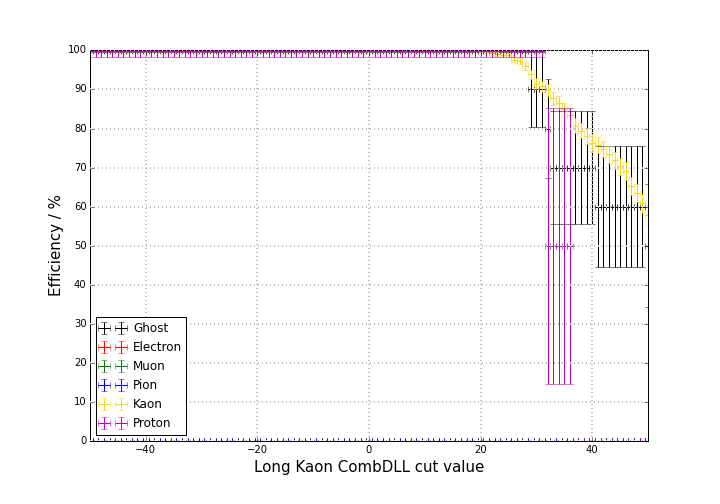 100
90
80
70
60
50
40
30
20
10
0
Efficiency / %
Ghost
Electron
Muon
Pion
Kaon
Proton
−40
−20
0
20
40
Long Kaon CombDLL cut value